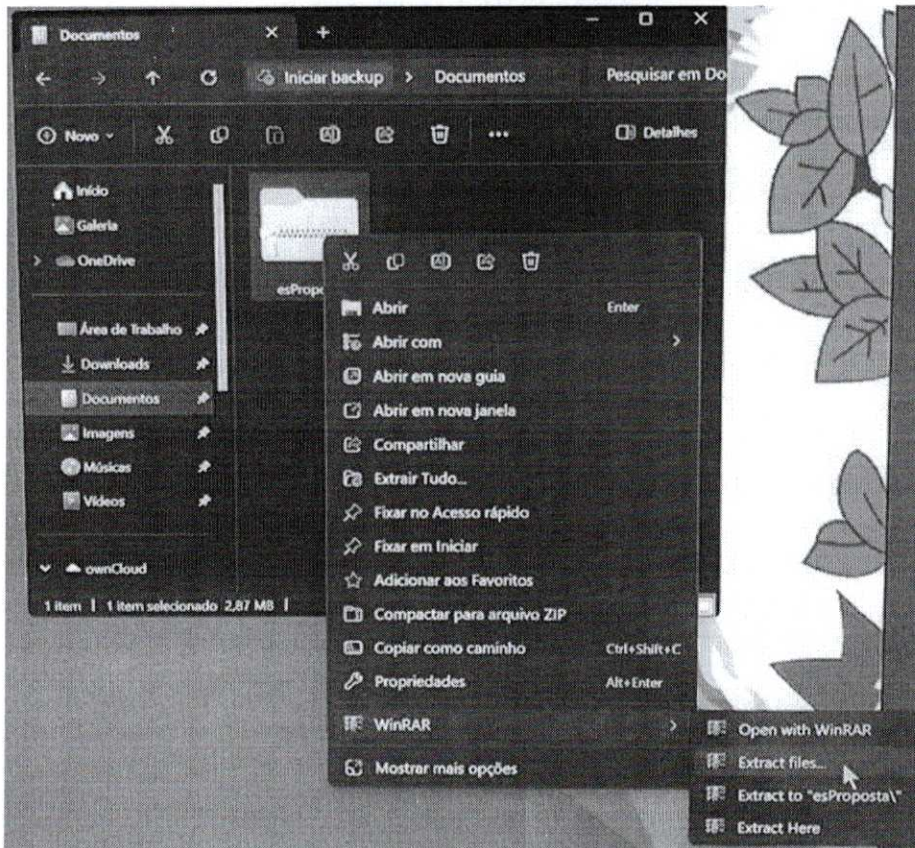 Documentos
Iniciar backup > Documentos Pesquisar em Do
Novo Detalhes
Início
Galeria
OneDrive
Área de Trabalho
Downloads
Documentos
Imagens
Músicas
Vídeos
ownCloud
1 item | 1 item selecionado 2,87 MB |
esPropo
Abrir Enter
Abrir com
Abrir em nova guia
Abrir em nova janela
Compartilhar
Extrair Tudo...
Fixar no Acesso rápido
Fixar em Iniciar
Adicionar aos Favoritos
Compactar para arquivo ZIP
Copiar como caminho Ctrl+Shift+C
Propriedades Alt+Enter
WinRAR
Mostrar mais opções
Open with WinRAR
Extract files...
Extract to "esProposta\"
Extract Here